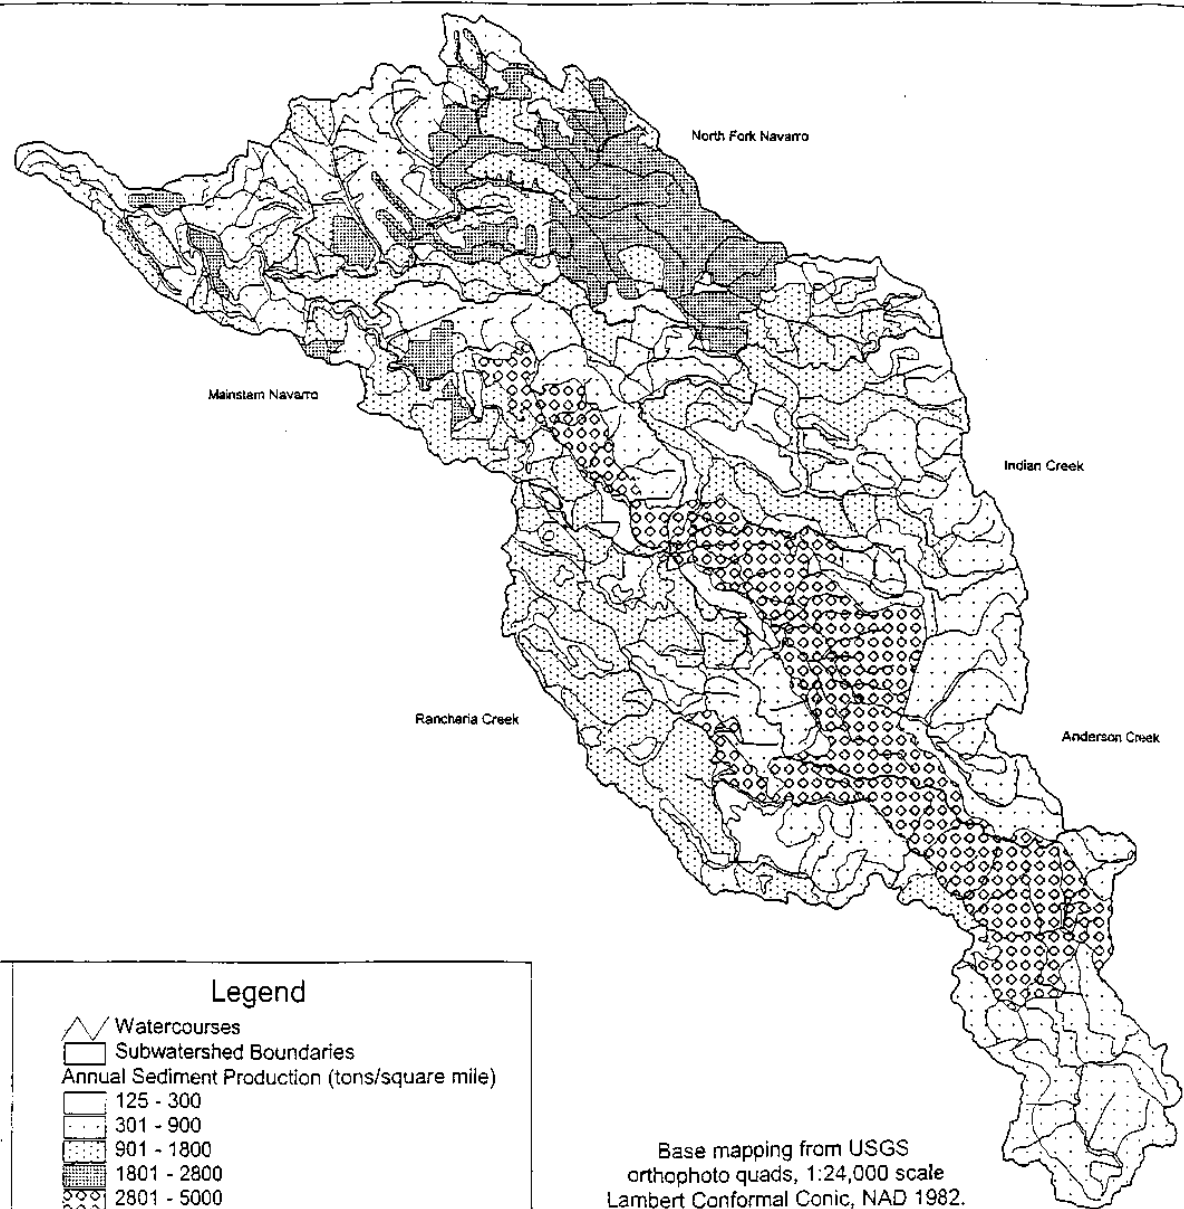 North Fork Navarro
Mainstem Navarro
Indian Creek
Rancheria Creek
Anderson Creek
Legend
Watercourses
Subwatershed Boundaries
Annual Sediment Production (tons/square mile)
125 - 300
301 - 900
901 - 1800
1801 - 2800
2801 - 5000
Base mapping from USGS
orthophoto quads, 1:24,000 scale
Lambert Conformal Conic, NAD 1982.